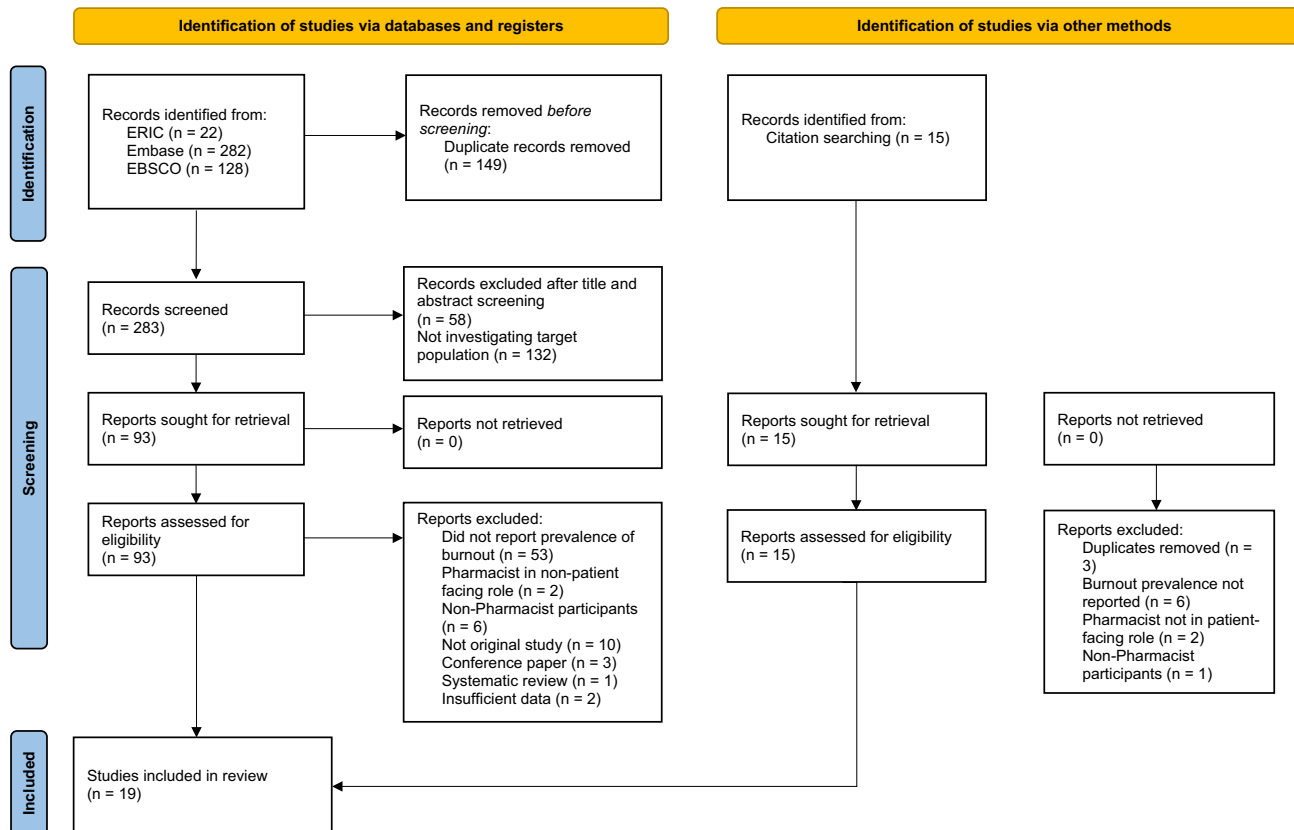 Identification of studies via databases and registers
Identification of studies via other methods
Identification
Records identified from:
ERIC (n = 22)
Embase (n = 282)
EBSCO (n = 128)
Records removed before
screening:
Duplicate records removed
(n = 149)
Records identified from:
Citation searching (n = 15)
Screening
Records screened
(n = 283)
Records excluded after title and
abstract screening
(n = 58)
Not investigating target
population (n = 132)
Reports sought for retrieval
(n = 93)
Reports not retrieved
(n = 0)
Reports sought for retrieval
(n = 15)
Reports not retrieved
(n = 0)
Reports assessed for
eligibility
(n = 93)
Reports excluded:
Did not report prevalence of
burnout (n = 53)
Pharmacist in non-patient
facing role (n = 2)
Non-Pharmacist participants
(n = 6)
Not original study (n = 10)
Conference paper (n = 3)
Systematic review (n = 1)
Insufficient data (n = 2)
Reports assessed for eligibility
(n = 15)
Reports excluded:
Duplicates removed (n =
3)
Burnout prevalence not
reported (n = 6)
Pharmacist not in patient-
facing role (n = 2)
Non-Pharmacist
participants (n = 1)
Included
Studies included in review
(n = 19)